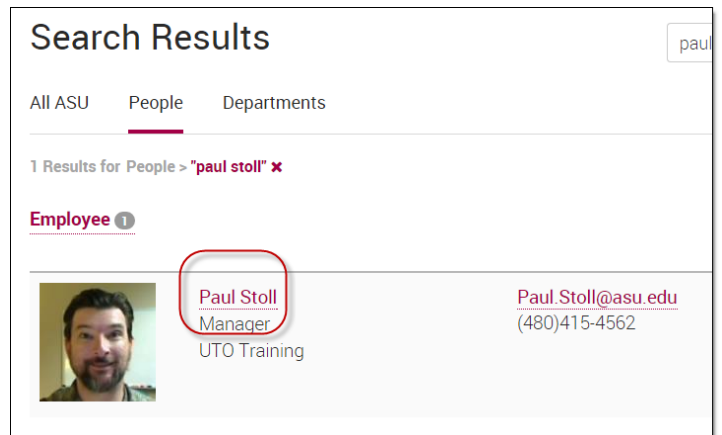 Search Results
paul
All ASU People Departments
1 Results for People > "paul stoll" ×
Employee 1
Paul Stoll Paul.Stoll@asu.edu
Manager (480)415-4562
UTO Training